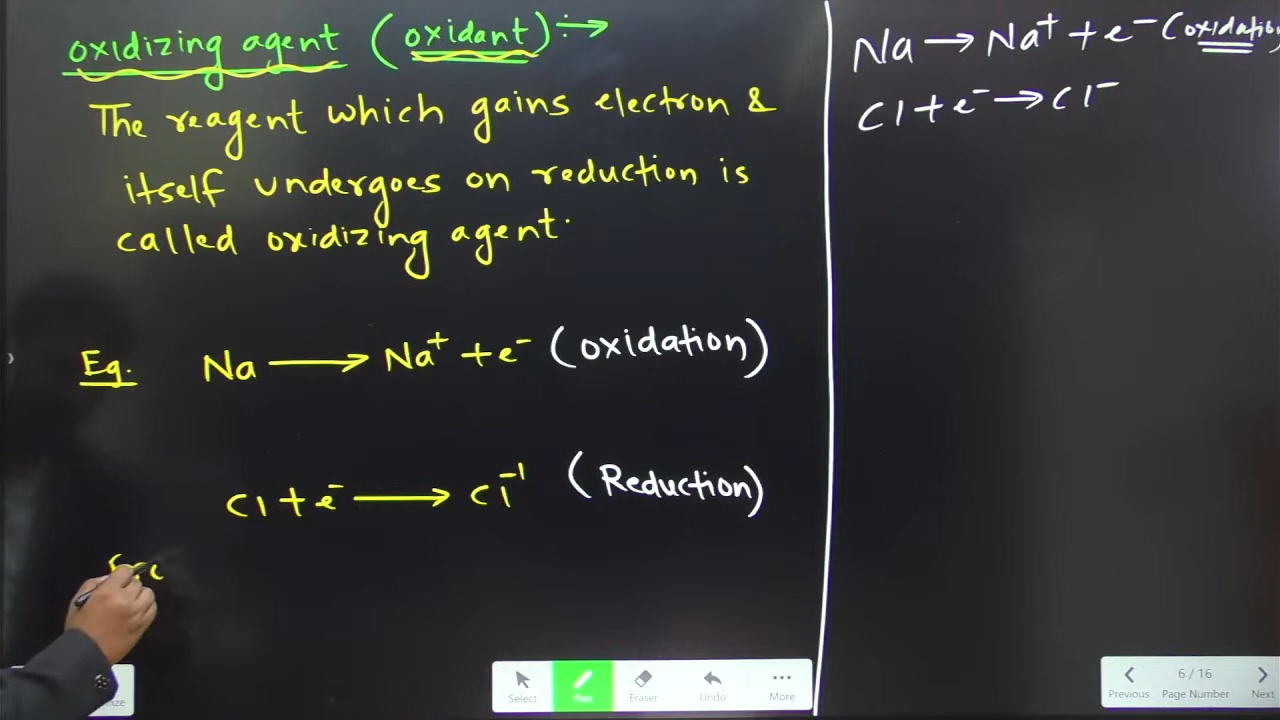 oxidizing agent (oxidant) :→
The reagent which gains electron &
itself undergoes on reduction is
called oxidizing agent.
Eg. Na ⟶ Na⁺ + e⁻ (oxidation)
Cl + e⁻ ⟶ Cl⁻¹ (Reduction)
Na → Na⁺ + e⁻ (oxidation)
Cl + e⁻ → Cl⁻
Select
Pen
Eraser
Undo
More
6 / 16
Previous
Page Number
Next